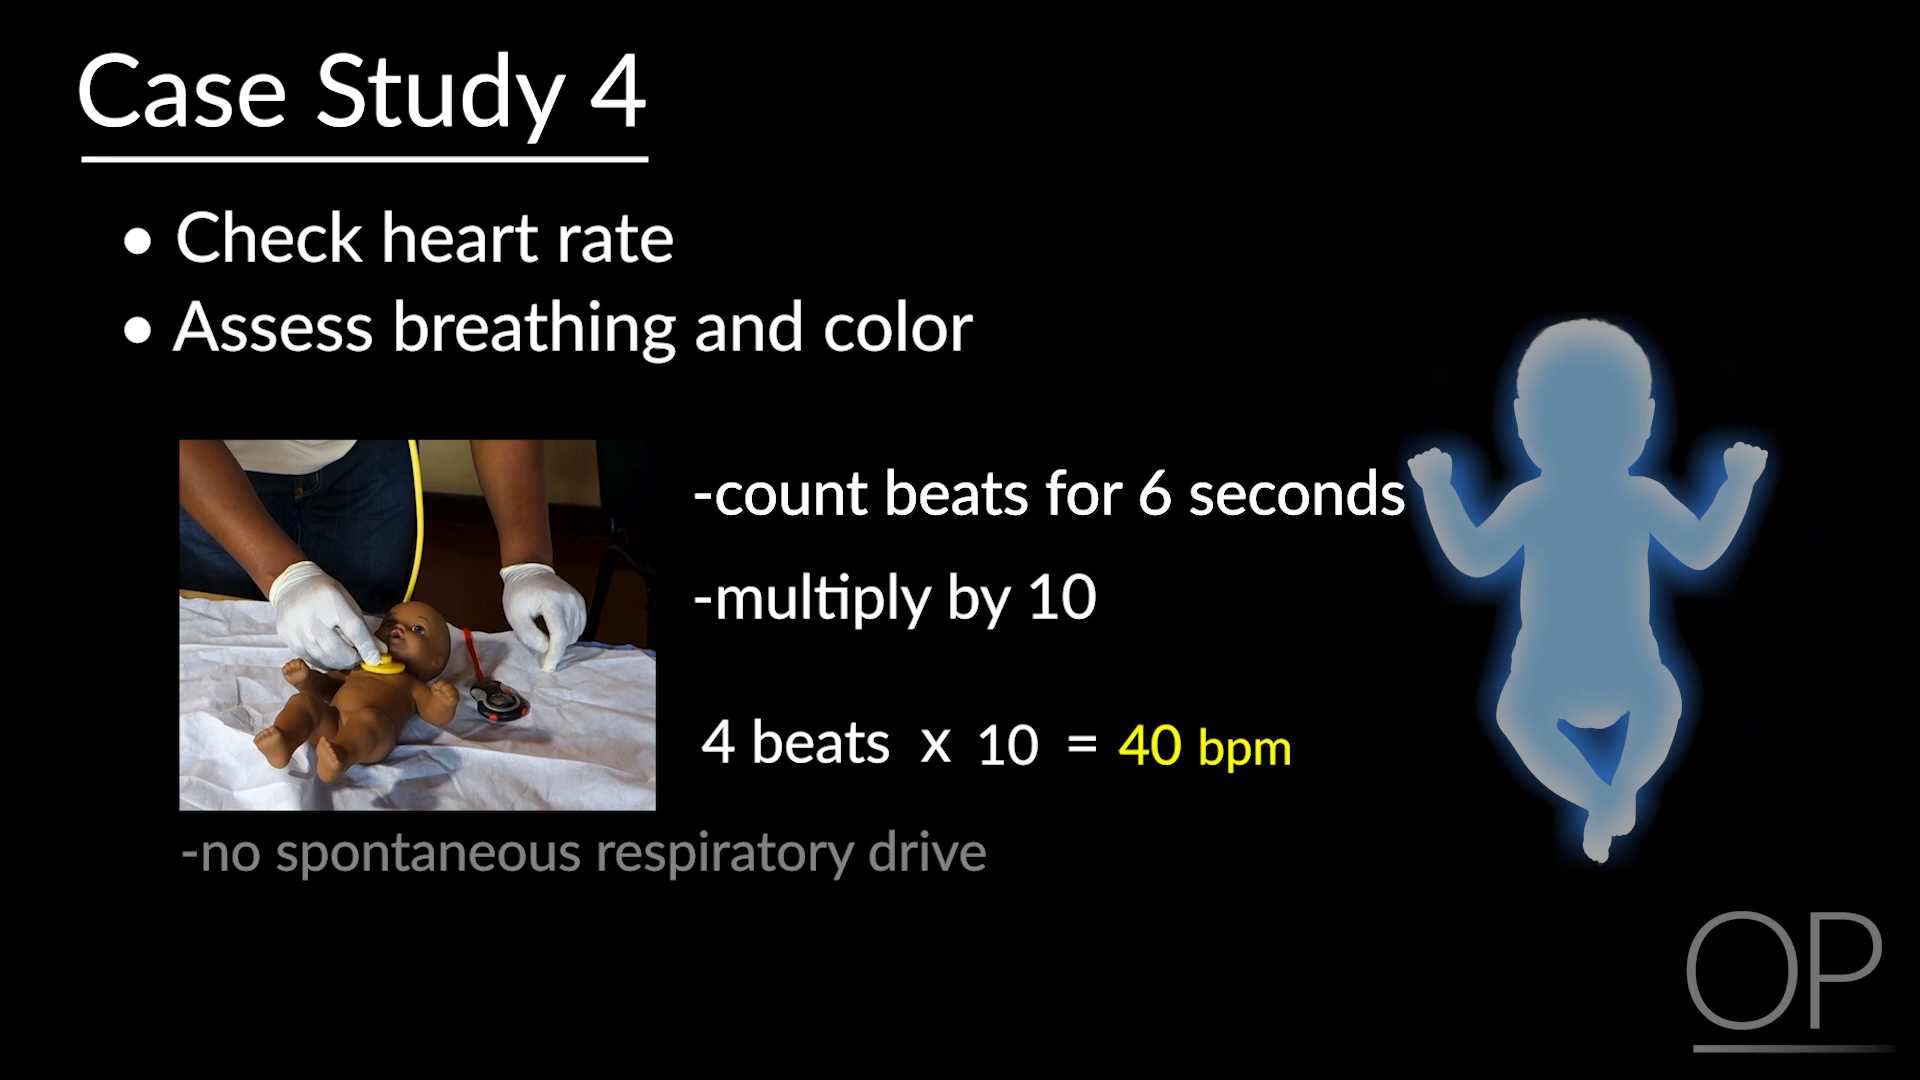 Case Study 4
• Check heart rate
• Assess breathing and color
-count beats for 6 seconds
-multiply by 10
4 beats x 10 = 40 bpm
-no spontaneous respiratory drive
OP